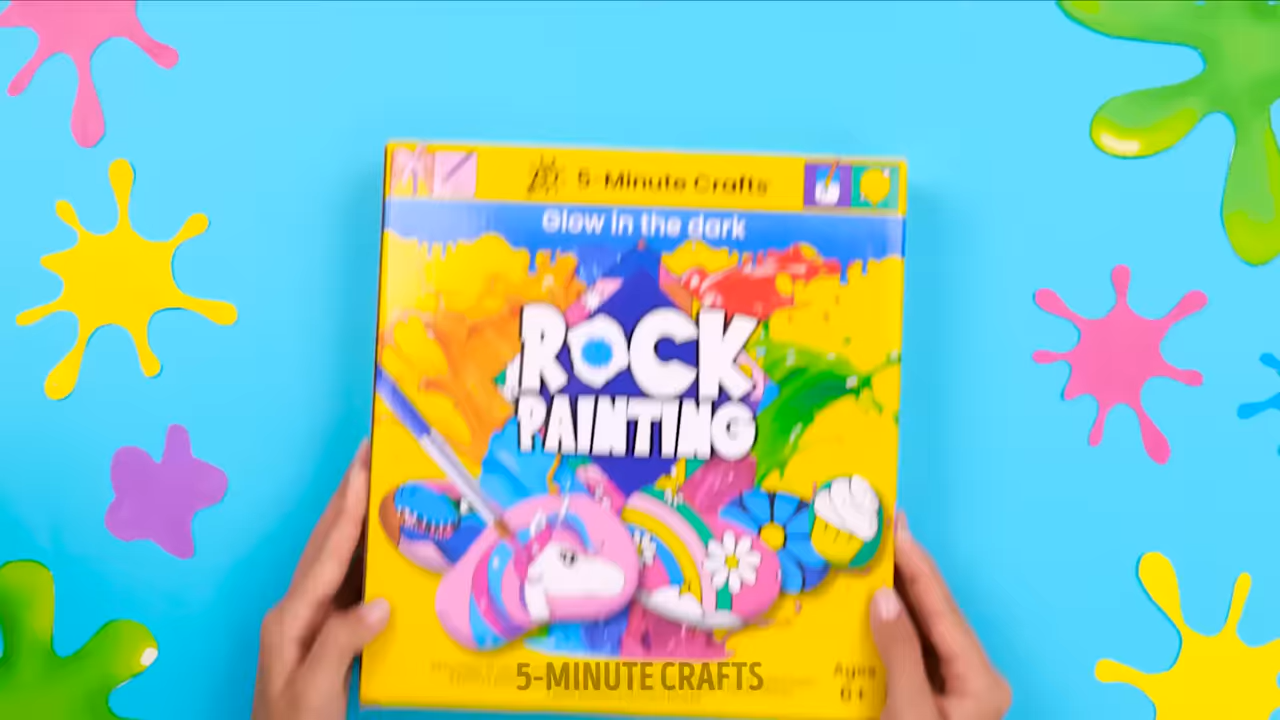 5-Minute Crafts
Glow in the dark
ROCK
PAINTING
5-MINUTE CRAFTS
Ages